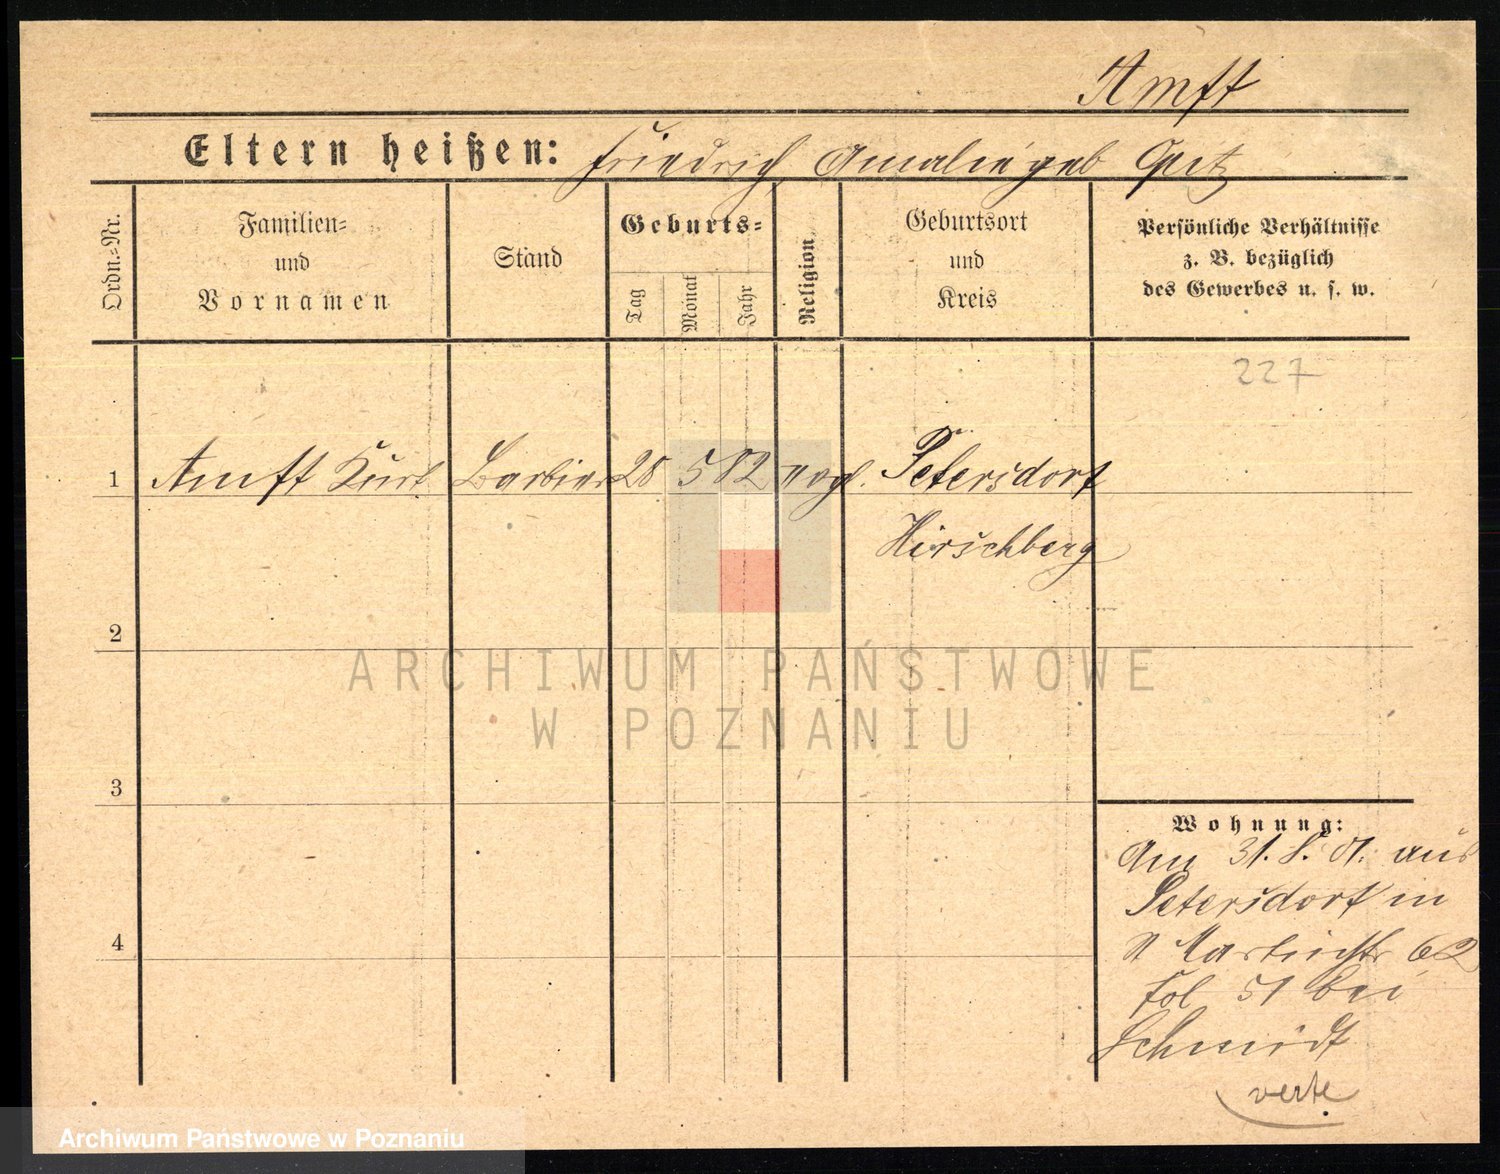 Amft
Eltern heißen: Friedrich Amalie geb Opitz
Ordn.-Nr.
Familien-
und
Vornamen
Stand
Geburts-
Tag
Monat
Jahr
Religion
Geburtsort
und
Kreis
Persönliche Verhältnisse
z. B. bezüglich
des Gewerbes u. s. w.
227
1 Amft Kurt Barbier 28 5 82 evgl. Petersdorf
Hirschberg
2
ARCHIWUM PAŃSTWOWE
W POZNANIU
3
Wohnung:
Am 31. 8. 01. aus
Petersdorf in
4
St Martinstr 62
Fol 51 bei
Schmidt
verte
Archiwum Państwowe w Poznaniu